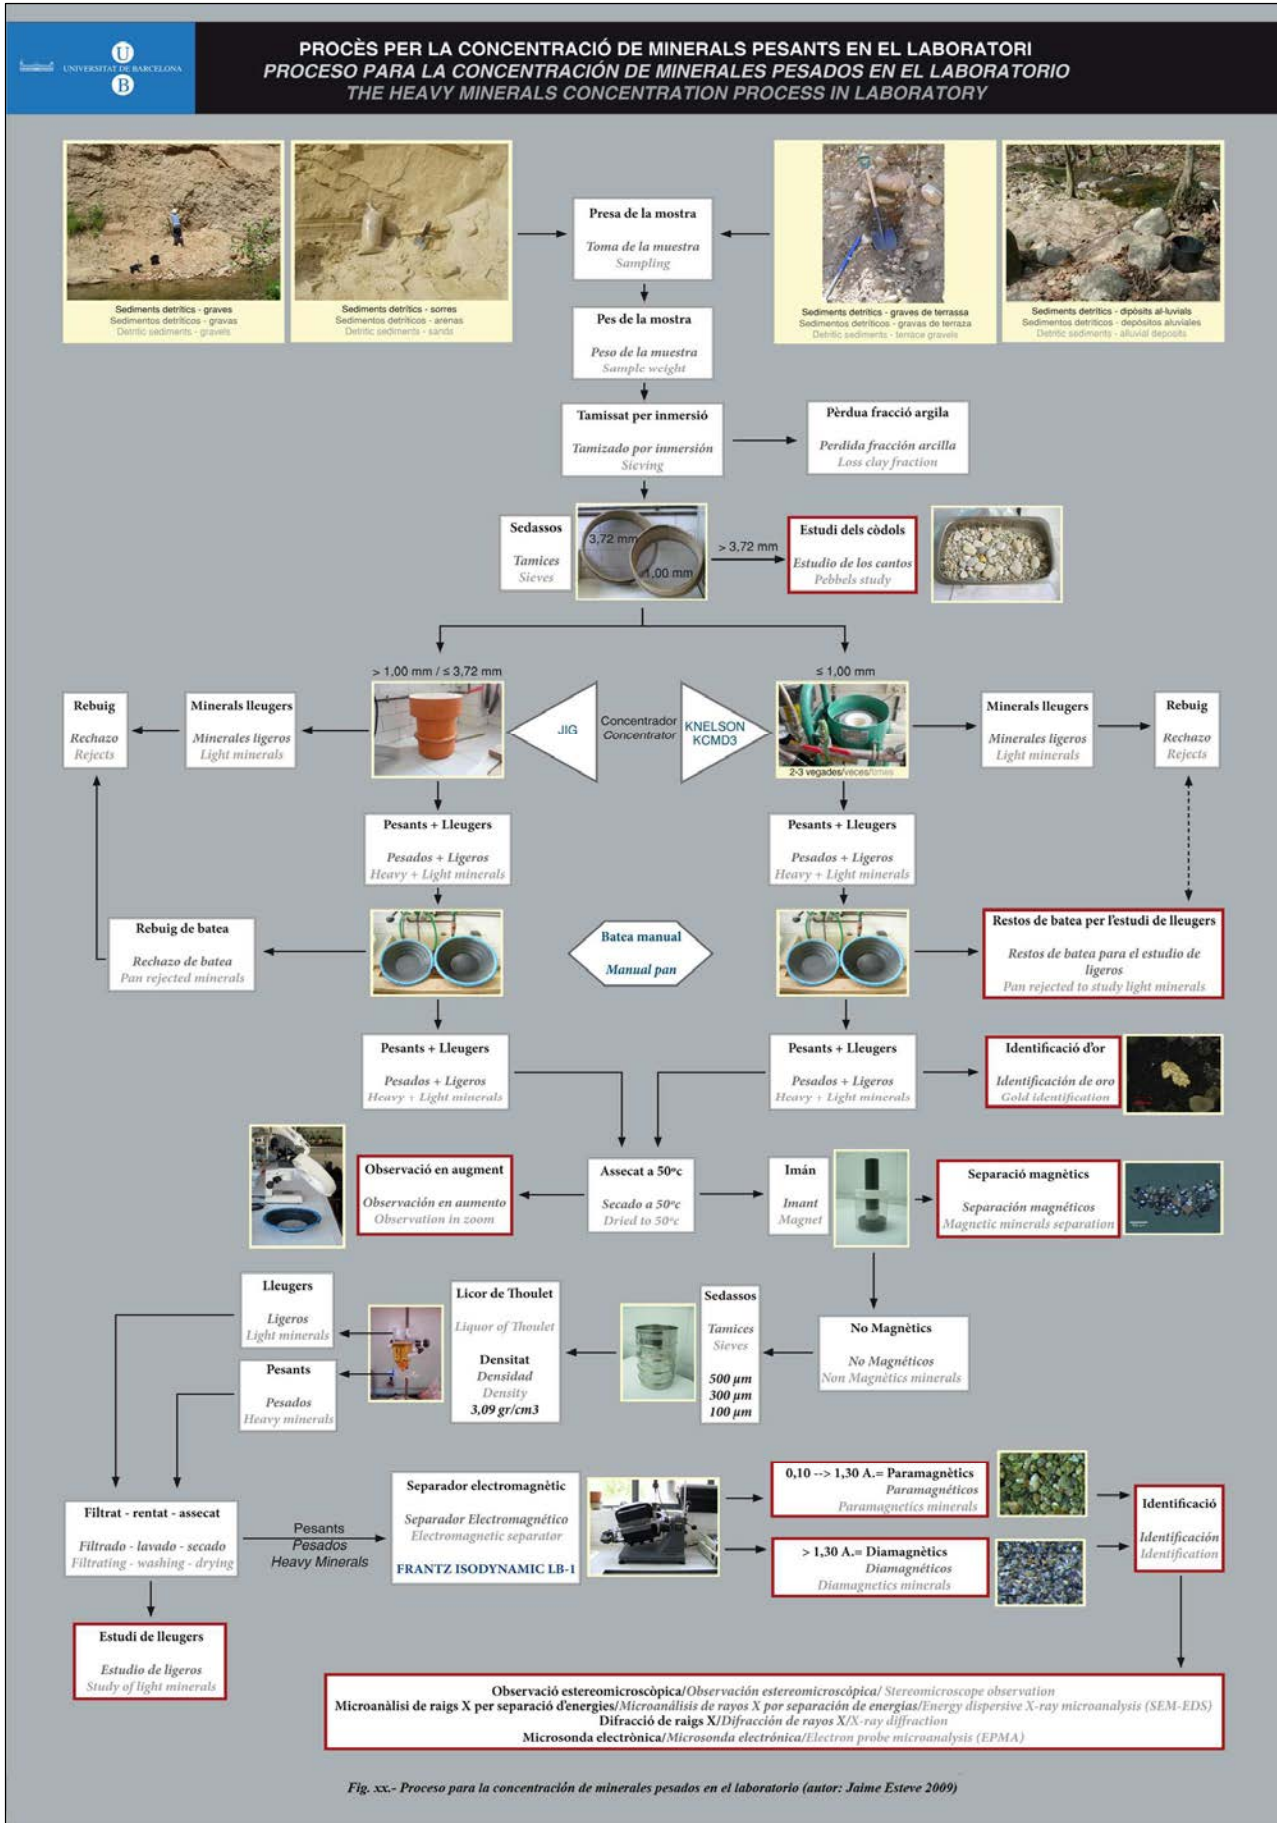 UNIVERSITAT DE BARCELONA
U
B
PROCÈS PER LA CONCENTRACIÓ DE MINERALS PESANTS EN EL LABORATORI
PROCESO PARA LA CONCENTRACIÓN DE MINERALES PESADOS EN EL LABORATORIO
THE HEAVY MINERALS CONCENTRATION PROCESS IN LABORATORY
Sediments detrítics - graves
Sedimentos detríticos - gravas
Detritic sediments - gravels
Sediments detrítics - sorres
Sedimentos detríticos - arenas
Detritic sediments - sands
Presa de la mostra
Toma de la muestra
Sampling
Sediments detrítics - graves de terrassa
Sedimentos detríticos - gravas de terraza
Detritic sediments - terrace gravels
Sediments detrítics - dipòsits al-luvials
Sedimentos detríticos - depósitos aluviales
Detritic sediments - alluvial deposits
Pes de la mostra
Peso de la muestra
Sample weight
Tamissat per inmersió
Tamizado por inmersión
Sieving
Pèrdua fracció argila
Perdida fracción arcilla
Loss clay fraction
Sedassos
Tamices
Sieves
3,72 mm
1,00 mm
> 3,72 mm
Estudi dels còdols
Estudio de los cantos
Pebbels study
> 1,00 mm / ≤ 3,72 mm
≤ 1,00 mm
Rebuig
Rechazo
Rejects
Minerals lleugers
Minerales ligeros
Light minerals
JIG
Concentrador
Concentrator
KNELSON
KCMD3
2-3 vegades/veces/times
Minerals lleugers
Minerales ligeros
Light minerals
Rebuig
Rechazo
Rejects
Pesants + Lleugers
Pesados + Ligeros
Heavy + Light minerals
Pesants + Lleugers
Pesados + Ligeros
Heavy + Light minerals
Rebuig de batea
Rechazo de batea
Pan rejected minerals
Batea manual
Manual pan
Restos de batea per l'estudi de lleugers
Restos de batea para el estudio de
ligeros
Pan rejected to study light minerals
Pesants + Lleugers
Pesados + Ligeros
Heavy + Light minerals
Pesants + Lleugers
Pesados + Ligeros
Heavy + Light minerals
Identificació d'or
Identificación de oro
Gold identification
Observació en augment
Observación en aumento
Observation in zoom
Assecat a 50ºc
Secado a 50ºc
Dried to 50ºc
Imán
Imant
Magnet
Separació magnètics
Separación magnéticos
Magnetic minerals separation
Lleugers
Ligeros
Light minerals
Pesants
Pesados
Heavy minerals
Licor de Thoulet
Liquor of Thoulet
Densitat
Densidad
Density
3,09 gr/cm3
Sedassos
Tamices
Sieves
500 µm
300 µm
100 µm
No Magnètics
No Magnéticos
Non Magnètics minerals
Filtrat - rentat - assecat
Filtrado - lavado - secado
Filtrating - washing - drying
Pesants
Pesados
Heavy Minerals
Separador electromagnètic
Separador Electromagnético
Electromagnetic separator
FRANTZ ISODYNAMIC LB-1
0,10 --> 1,30 A.= Paramagnètics
Paramagnéticos
Paramagnetics minerals
> 1,30 A.= Diamagnètics
Diamagnéticos
Diamagnetics minerals
Identificació
Identificación
Identification
Estudi de lleugers
Estudio de ligeros
Study of light minerals
Observació estereomicroscòpica/Observación estereomicroscópica/ Stereomicroscope observation
Microanàlisi de raigs X per separació d'energies/Microanálisis de rayos X por separación de energías/Energy dispersive X-ray microanalysis (SEM-EDS)
Difracció de raigs X/Difracción de rayos X/X-ray diffraction
Microsonda electrònica/Microsonda electrónica/Electron probe microanalysis (EPMA)
Fig. xx.- Proceso para la concentración de minerales pesados en el laboratorio (autor: Jaime Esteve 2009)